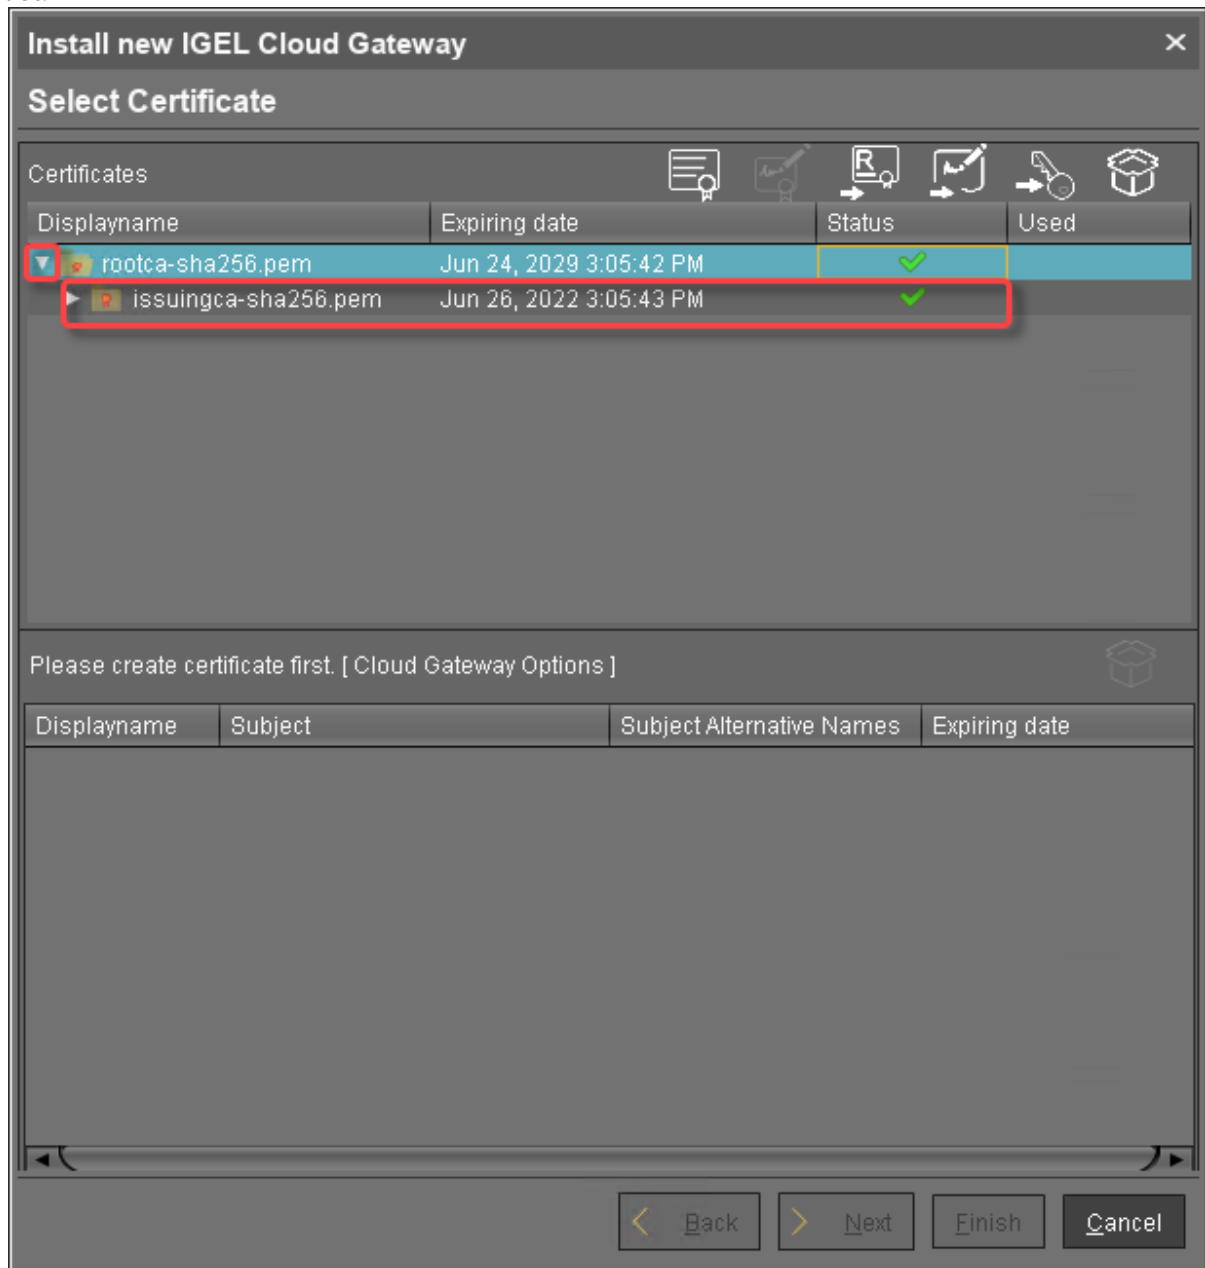 Install new IGEL Cloud Gateway
Select Certificate
Certificates
Displayname Expiring date Status Used
rootca-sha256.pem Jun 24, 2029 3:05:42 PM
issuingca-sha256.pem Jun 26, 2022 3:05:43 PM
Please create certificate first. [ Cloud Gateway Options ]
Displayname Subject Subject Alternative Names Expiring date
Back Next Finish Cancel